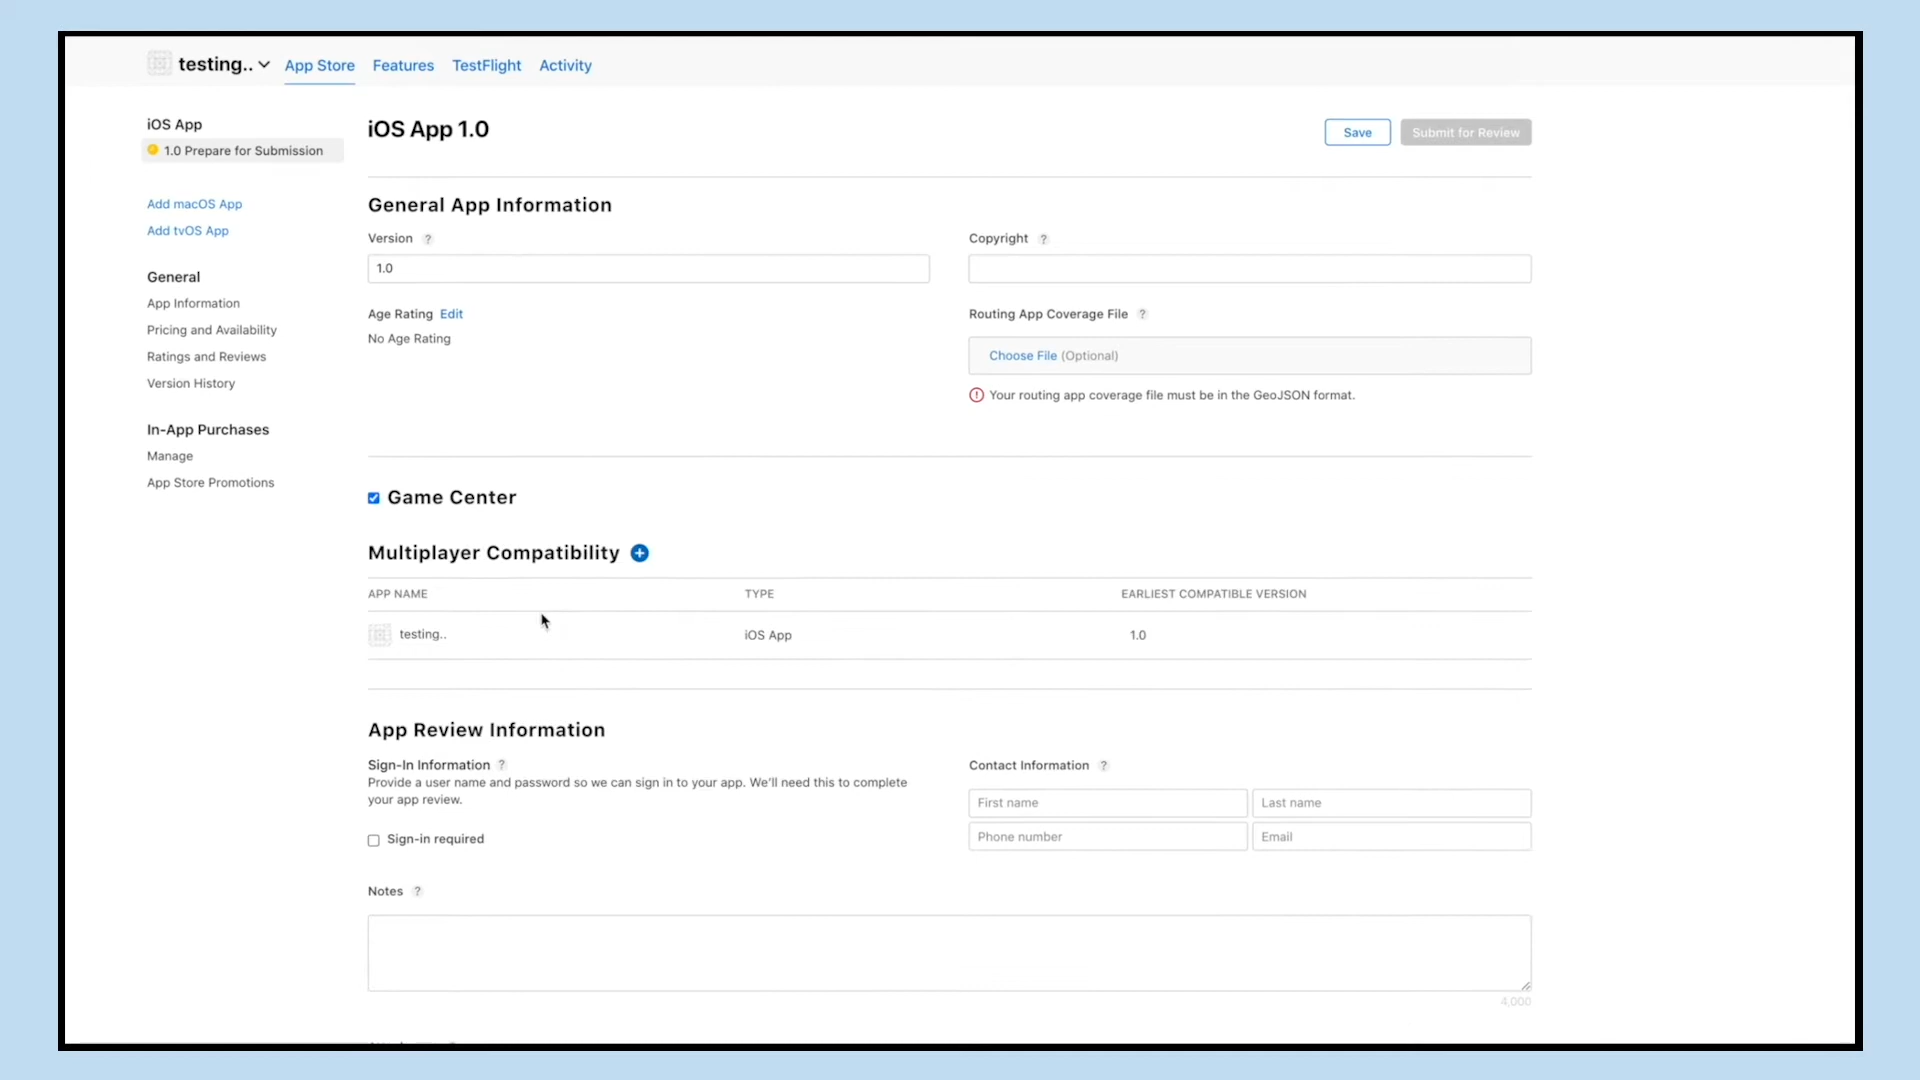 testing..
App Store
Features
TestFlight
Activity
iOS App
1.0 Prepare for Submission
Add macOS App
Add tvOS App
General
App Information
Pricing and Availability
Ratings and Reviews
Version History
In-App Purchases
Manage
App Store Promotions
iOS App 1.0
Save
Submit for Review
General App Information
Version ?
1.0
Copyright ?
Age Rating Edit
No Age Rating
Routing App Coverage File ?
Choose File (Optional)
Your routing app coverage file must be in the GeoJSON format.
Game Center
Multiplayer Compatibility
APP NAME TYPE EARLIEST COMPATIBLE VERSION
testing.. iOS App 1.0
App Review Information
Sign-In Information ?
Provide a user name and password so we can sign in to your app. We'll need this to complete
your app review.
Sign-in required
Contact Information ?
First name
Last name
Phone number
Email
Notes ?
4,000